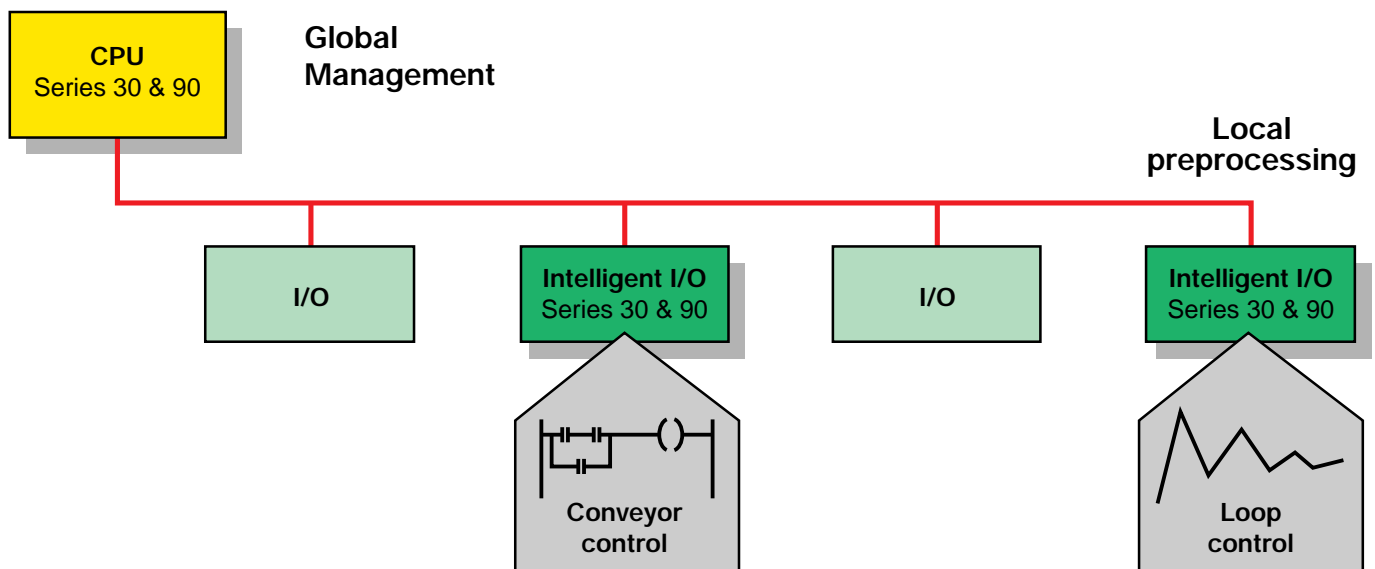 CPU
Series 30 & 90
Global
Management
Local
preprocessing
I/O
Intelligent I/O
Series 30 & 90
I/O
Intelligent I/O
Series 30 & 90
Conveyor
control
Loop
control